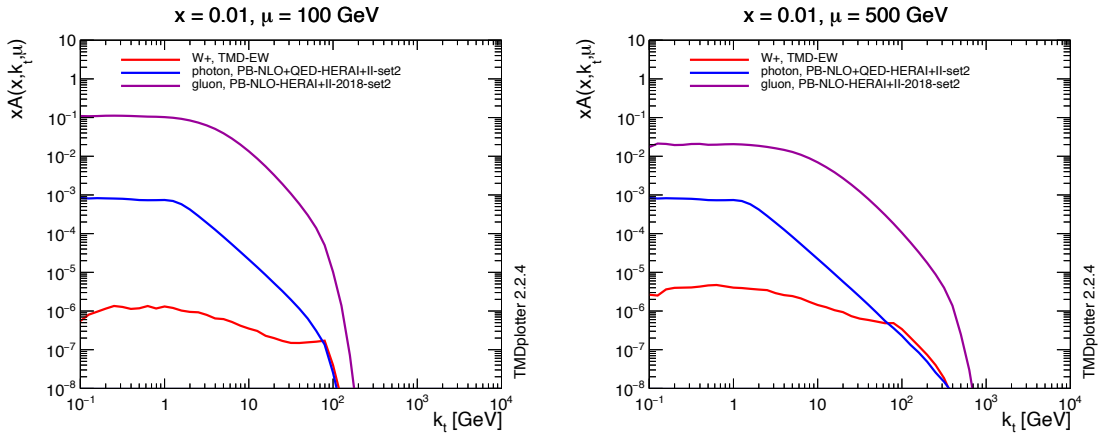 x = 0.01, μ = 100 GeV
xA(x,kₜ,μ)
10
1
10⁻¹
10⁻²
10⁻³
10⁻⁴
10⁻⁵
10⁻⁶
10⁻⁷
10⁻⁸
W+, TMD-EW
photon, PB-NLO+QED-HERAI+II-set2
gluon, PB-NLO-HERAI+II-2018-set2
TMDplotter 2.2.4
10⁻¹ 1 10 10² 10³ 10⁴
kₜ [GeV]
x = 0.01, μ = 500 GeV
xA(x,kₜ,μ)
10
1
10⁻¹
10⁻²
10⁻³
10⁻⁴
10⁻⁵
10⁻⁶
10⁻⁷
10⁻⁸
W+, TMD-EW
photon, PB-NLO+QED-HERAI+II-set2
gluon, PB-NLO-HERAI+II-2018-set2
TMDplotter 2.2.4
10⁻¹ 1 10 10² 10³ 10⁴
kₜ [GeV]